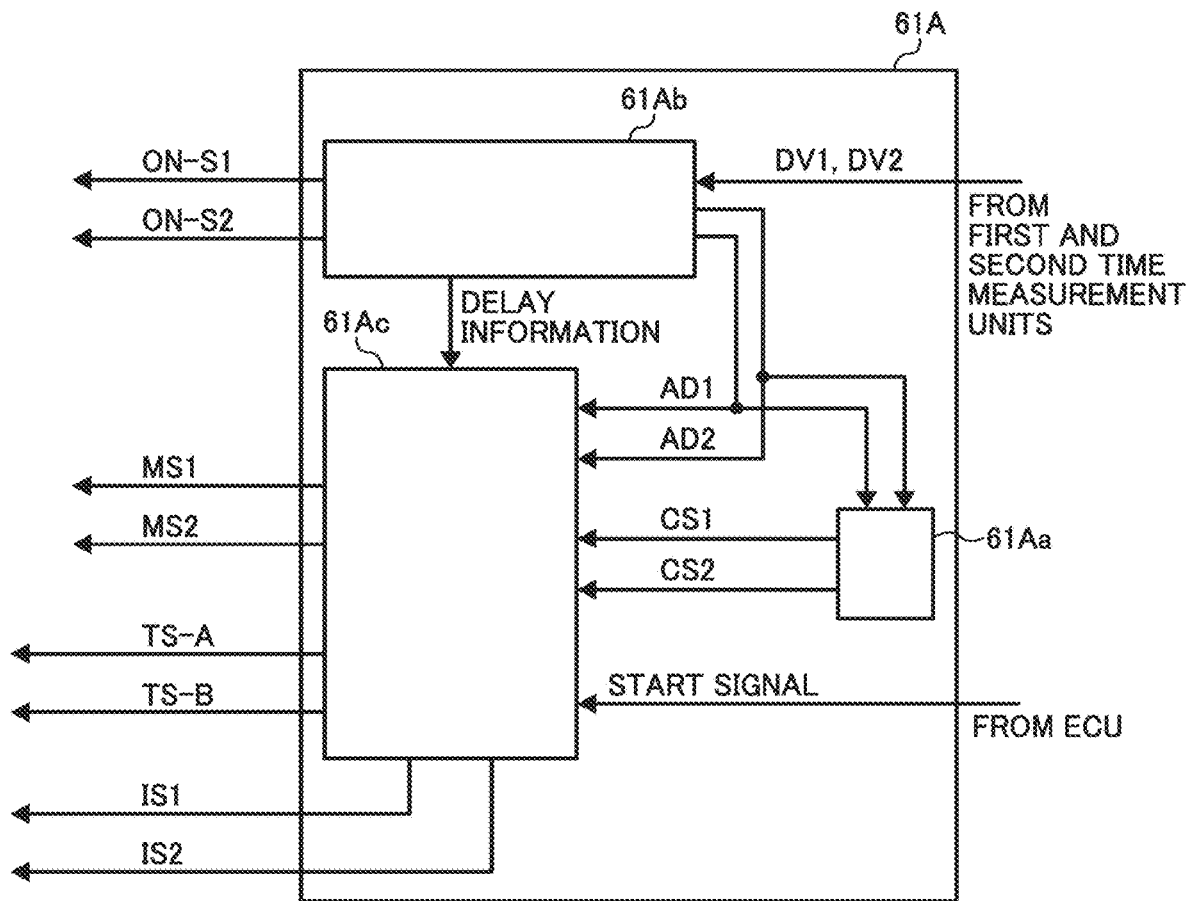 61A
61Ab
ON-S1
DV1, DV2
ON-S2
FROM
FIRST AND
SECOND TIME
MEASUREMENT
UNITS
DELAY
INFORMATION
61Ac
AD1
AD2
MS1
MS2
CS1
61Aa
CS2
TS-A
TS-B
START SIGNAL
FROM ECU
IS1
IS2